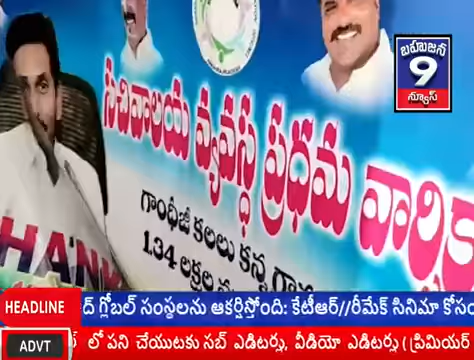 బహుజన
9
న్యూస్
సచివాలయ వ్యవస్థ ప్రథమ వార్షిక
గాంధీజీ కలలు కన్న
1.34 లక్షల
HANK
HEADLINE
ద్ గ్లోబల్ సంస్థలను ఆకర్షిస్తోంది: కేటీఆర్//రీమేక్ సినిమా కోసం
ADVT
లో పని చేయుటకు సబ్ ఎడిటర్లు, వీడియో ఎడిటర్లు ( ప్రీమియర్